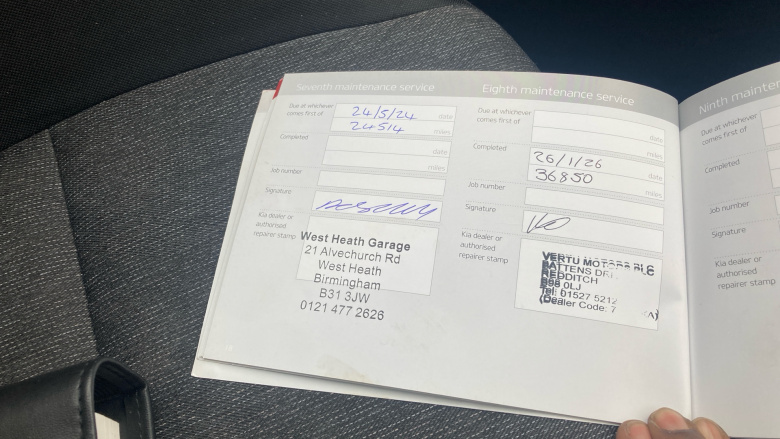 Seventh maintenance service
Due at whichever
comes first of
24/5/24
date
24514
miles
Completed
date
miles
Job number
Signature
Kia dealer or
authorised
repairer stamp
West Heath Garage
21 Alvechurch Rd
West Heath
Birmingham
B31 3JW
0121 477 2626
Eighth maintenance service
Due at whichever
comes first of
date
miles
Completed
26/1/26
date
36850
miles
Job number
Signature
Kia dealer or
authorised
repairer stamp
VERTU MOTORS PLC
BATTENS
REDDITCH
0LJ
Tel: 01527 5212
(Dealer Code: 7
Ninth mainten
Due at whichever
comes first of
Completed
Job number
Signature
Kia dealer or
authorised
repairer stamp